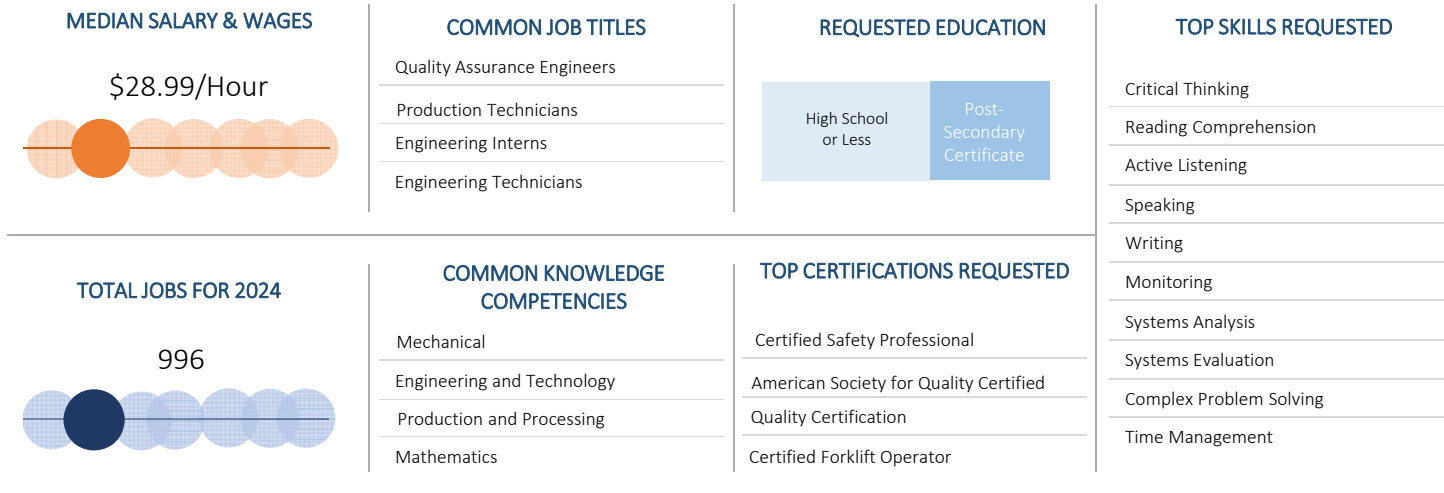 MEDIAN SALARY & WAGES
$28.99/Hour
COMMON JOB TITLES
Quality Assurance Engineers
Production Technicians
Engineering Interns
Engineering Technicians
REQUESTED EDUCATION
High School
or Less
Post-
Secondary
Certificate
TOP SKILLS REQUESTED
Critical Thinking
Reading Comprehension
Active Listening
Speaking
Writing
Monitoring
Systems Analysis
Systems Evaluation
Complex Problem Solving
Time Management
TOTAL JOBS FOR 2024
996
COMMON KNOWLEDGE
COMPETENCIES
Mechanical
Engineering and Technology
Production and Processing
Mathematics
TOP CERTIFICATIONS REQUESTED
Certified Safety Professional
American Society for Quality Certified
Quality Certification
Certified Forklift Operator